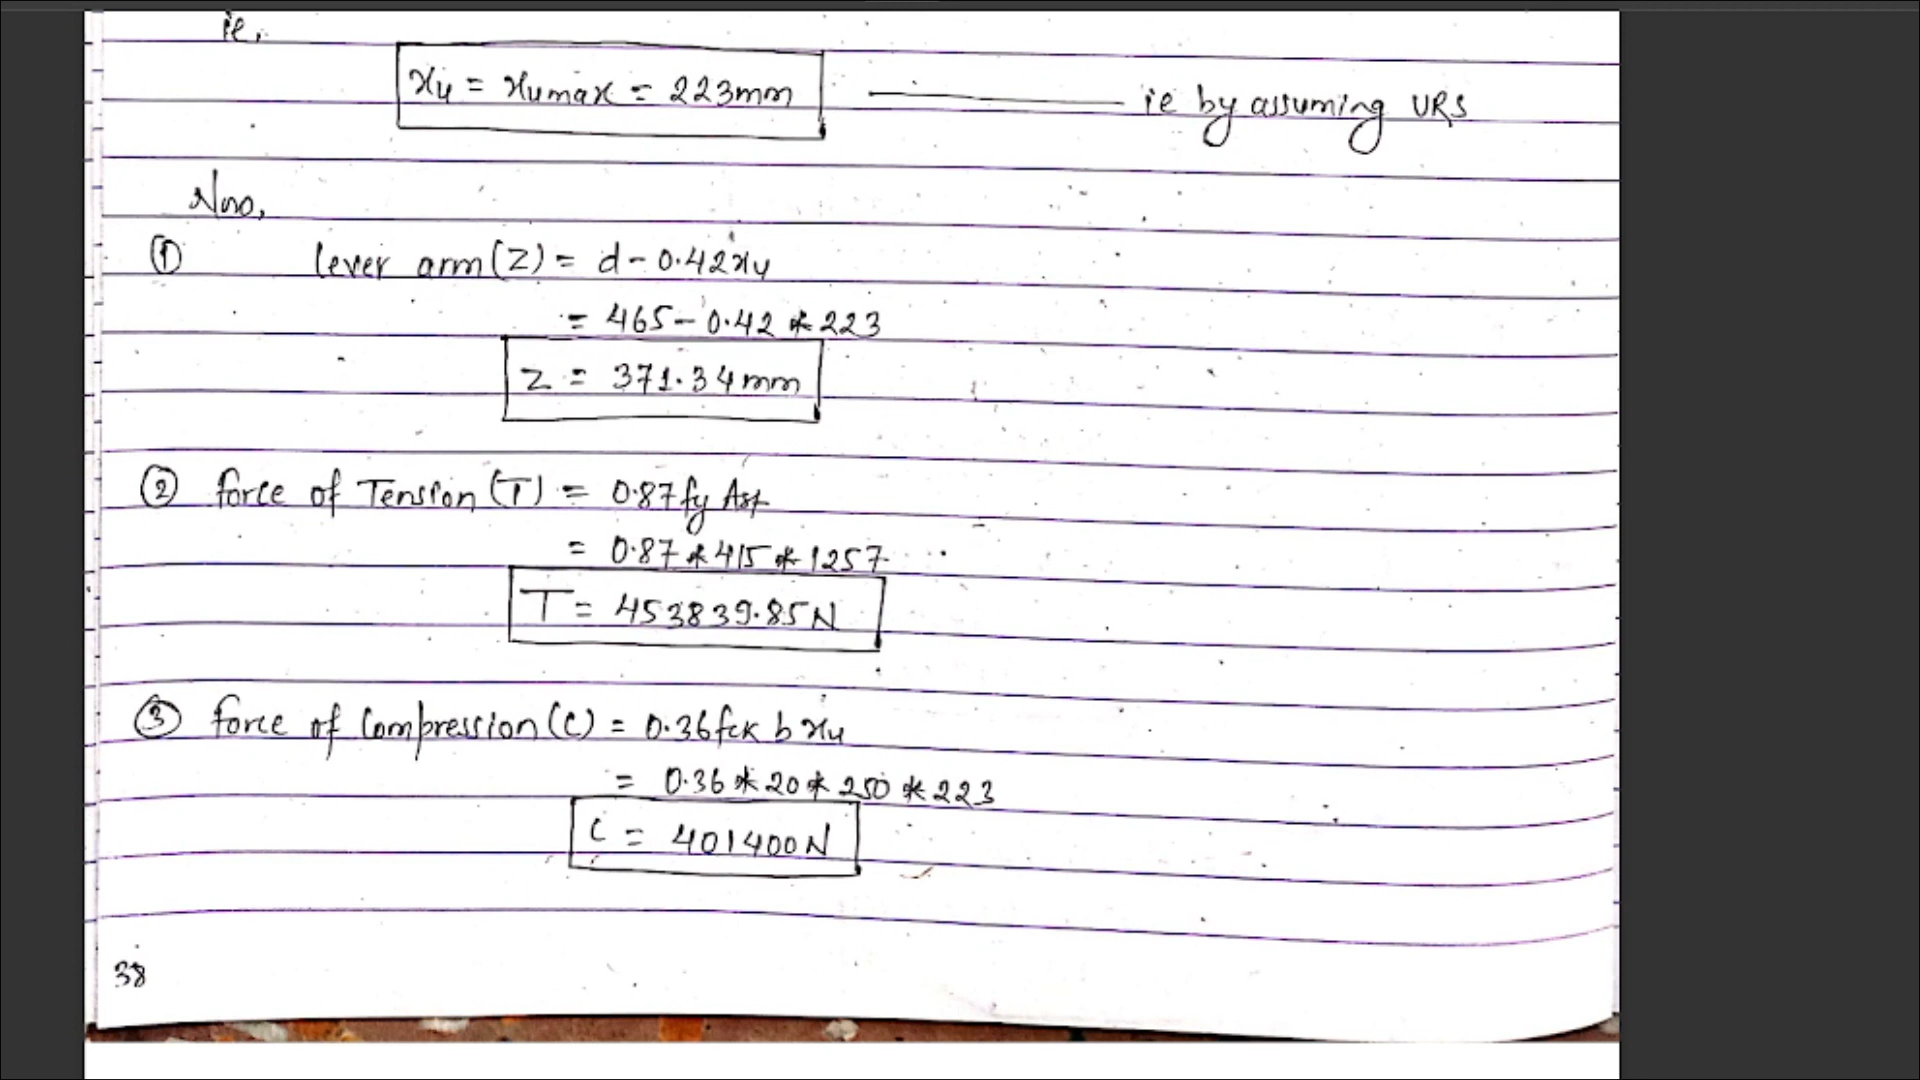 ie,
xu = xumax = 223mm ——— ie by assuming URS
Now,
① lever arm (Z) = d - 0.42xu
= 465 - 0.42 * 223
Z = 371.34mm
② force of Tension (T) = 0.87fy Ast
= 0.87 * 415 * 1257
T = 453839.85N
③ force of Compression (C) = 0.36fck b xu
= 0.36 * 20 * 250 * 223
C = 401400N
38